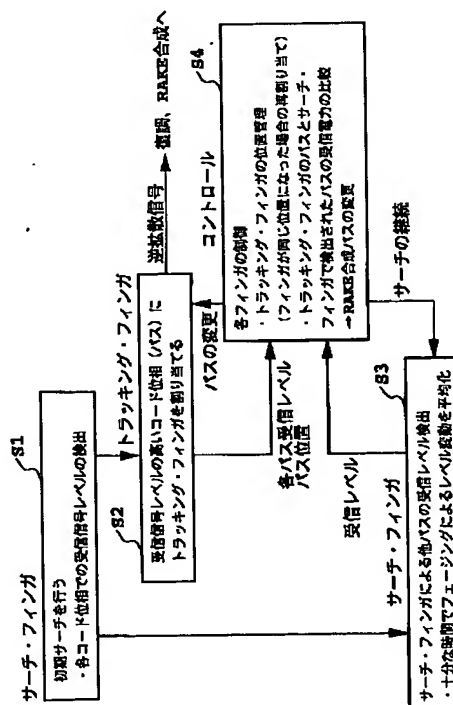 サーチ・フィンガ
S1
初期サーチを行う
・各コード位相での受信信号レベルの検出
トラッキング・フィンガ
S2
受信信号レベルの高いコード位相(パス)に
トラッキング・フィンガを割り当てる
逆拡散信号
復調、RAKE合成へ
パスの変更
コントロール
S4
各フィンガの制御
・トラッキング・フィンガの位置管理
(フィンガが同じ位置になった場合の再割り当て)
・トラッキング・フィンガのパスとサーチ・
フィンガで検出されたパスの受信電力の比較
→RAKE合成パスの変更
各パス受信レベル
パス位置
受信レベル
サーチの継続
サーチ・フィンガ
S3
サーチ・フィンガによる他パスの受信レベル検出
・十分な時間でフェージングによるレベル変動を平均化